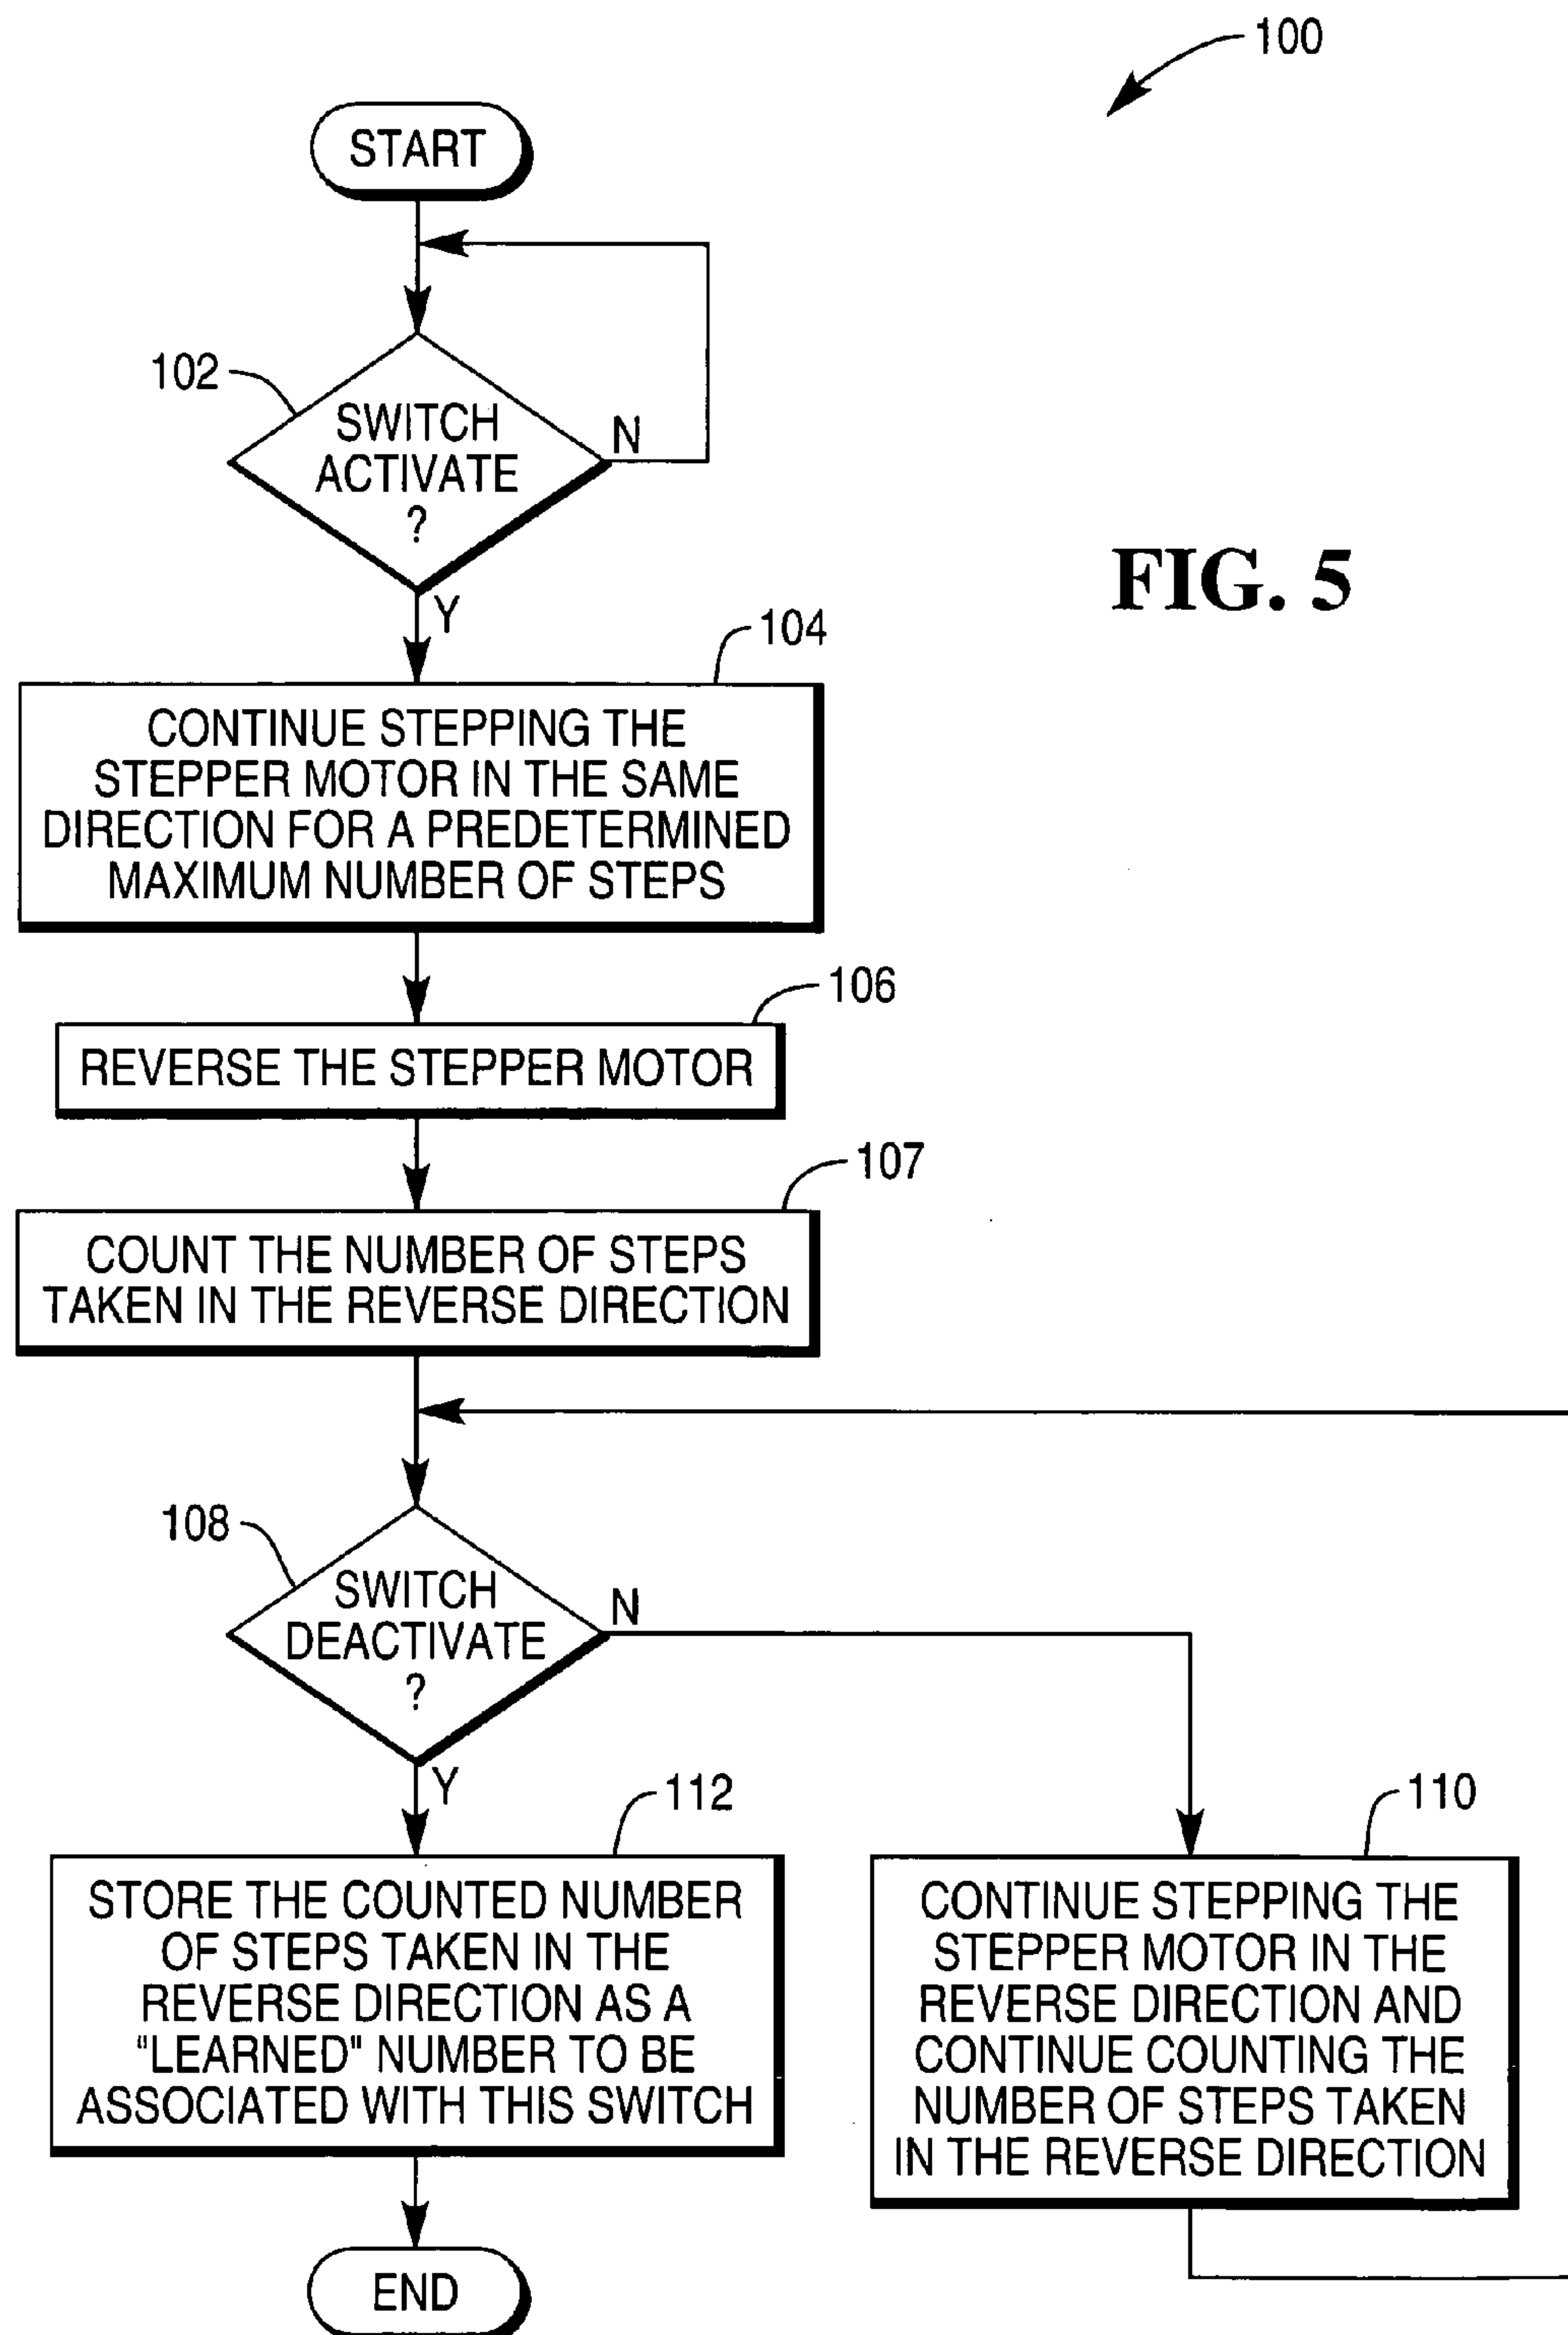 100
START
102
SWITCH
ACTIVATE
?
N
Y
FIG. 5
104
CONTINUE STEPPING THE
STEPPER MOTOR IN THE SAME
DIRECTION FOR A PREDETERMINED
MAXIMUM NUMBER OF STEPS
106
REVERSE THE STEPPER MOTOR
107
COUNT THE NUMBER OF STEPS
TAKEN IN THE REVERSE DIRECTION
108
SWITCH
DEACTIVATE
?
N
Y
112
STORE THE COUNTED NUMBER
OF STEPS TAKEN IN THE
REVERSE DIRECTION AS A
"LEARNED" NUMBER TO BE
ASSOCIATED WITH THIS SWITCH
110
CONTINUE STEPPING THE
STEPPER MOTOR IN THE
REVERSE DIRECTION AND
CONTINUE COUNTING THE
NUMBER OF STEPS TAKEN
IN THE REVERSE DIRECTION
END